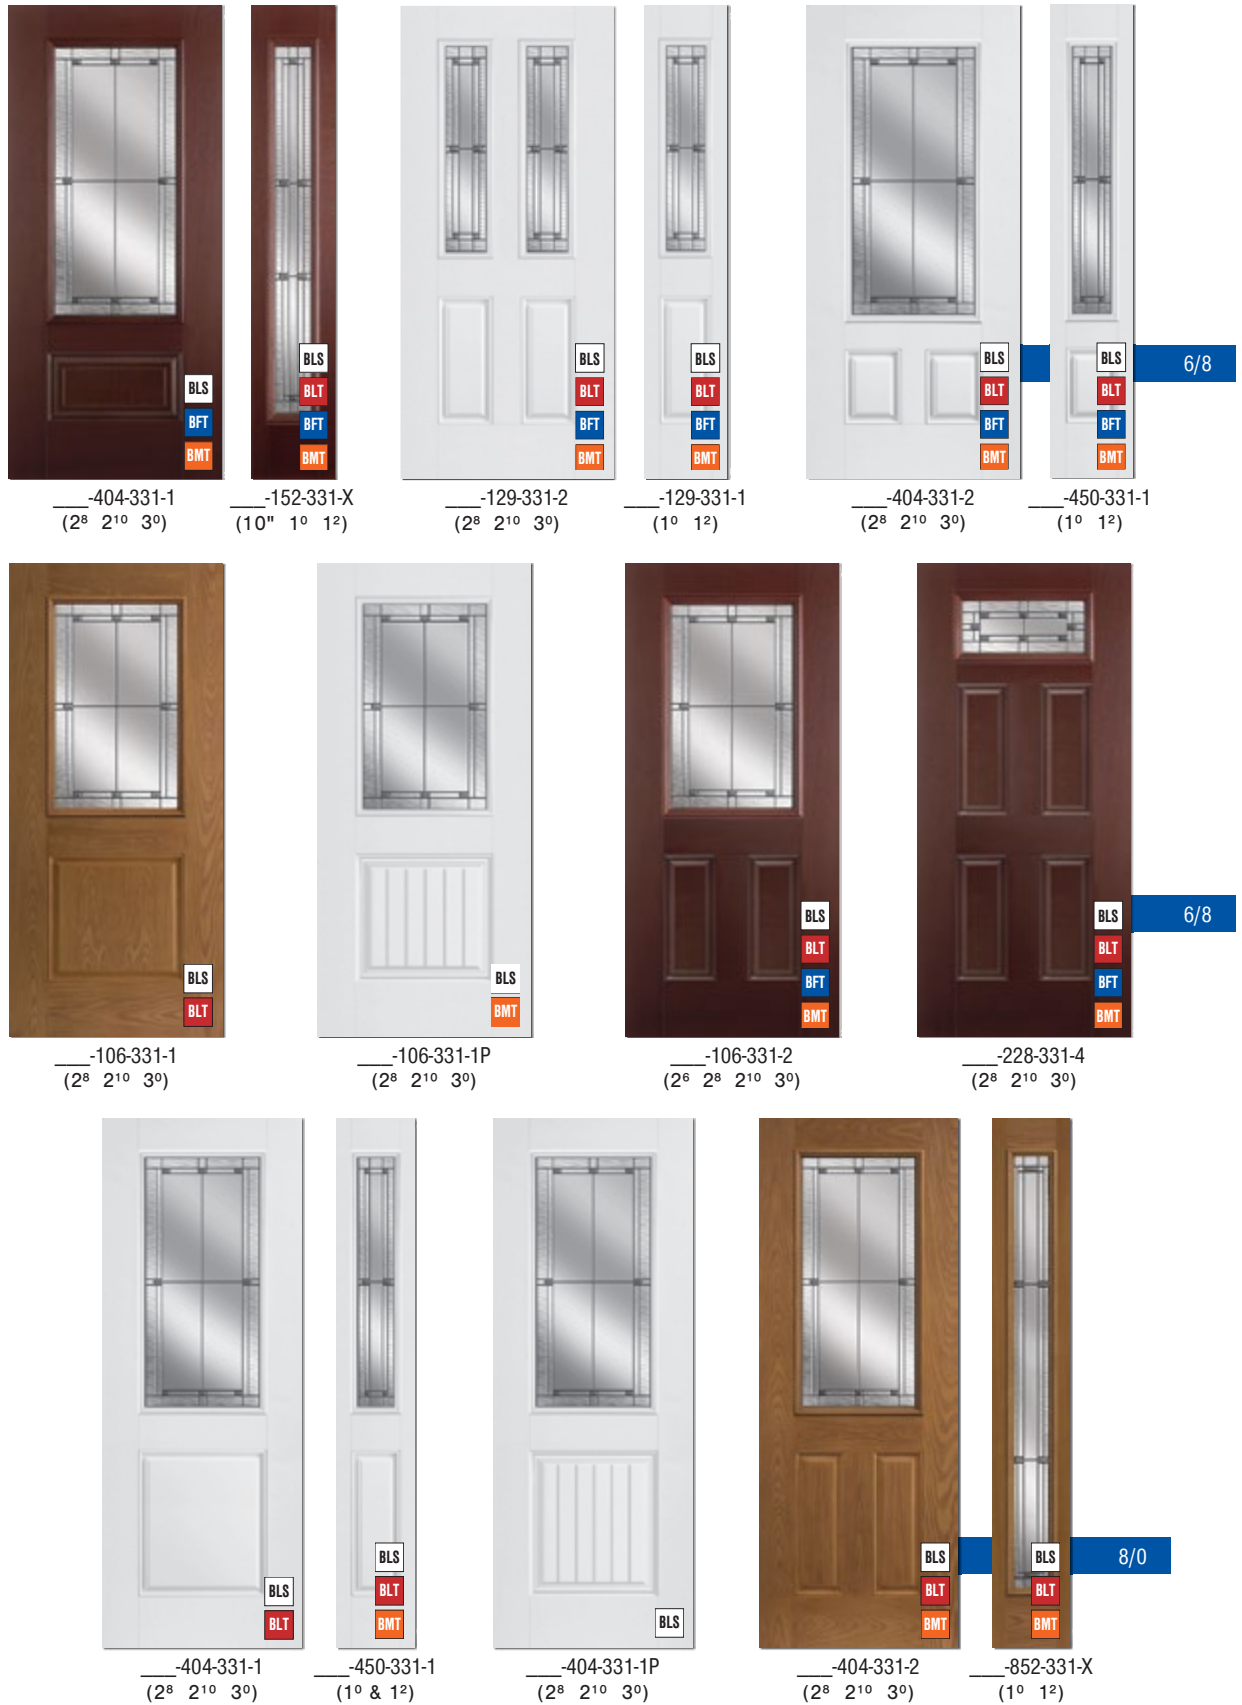 BLS
BFT
BMT
BLS
BLT
BFT
BMT
BLS
BLT
BFT
BMT
BLS
BLT
BFT
BMT
BLS
BLT
BFT
BMT
BLS
BLT
BFT
BMT
6/8
___-404-331-1
(2⁸ 2¹⁰ 3⁰)
___-152-331-X
(10" 1⁰ 1²)
___-129-331-2
(2⁸ 2¹⁰ 3⁰)
___-129-331-1
(1⁰ 1²)
___-404-331-2
(2⁸ 2¹⁰ 3⁰)
___-450-331-1
(1⁰ 1²)
BLS
BLT
BLS
BMT
BLS
BLT
BFT
BMT
BLS
BLT
BFT
BMT
6/8
___-106-331-1
(2⁸ 2¹⁰ 3⁰)
___-106-331-1P
(2⁸ 2¹⁰ 3⁰)
___-106-331-2
(2⁶ 2⁸ 2¹⁰ 3⁰)
___-228-331-4
(2⁸ 2¹⁰ 3⁰)
BLS
BLT
BLS
BLT
BMT
BLS
BLS
BLT
BMT
BLS
BLT
BMT
8/0
___-404-331-1
(2⁸ 2¹⁰ 3⁰)
___-450-331-1
(1⁰ & 1²)
___-404-331-1P
(2⁸ 2¹⁰ 3⁰)
___-404-331-2
(2⁸ 2¹⁰ 3⁰)
___-852-331-X
(1⁰ 1²)